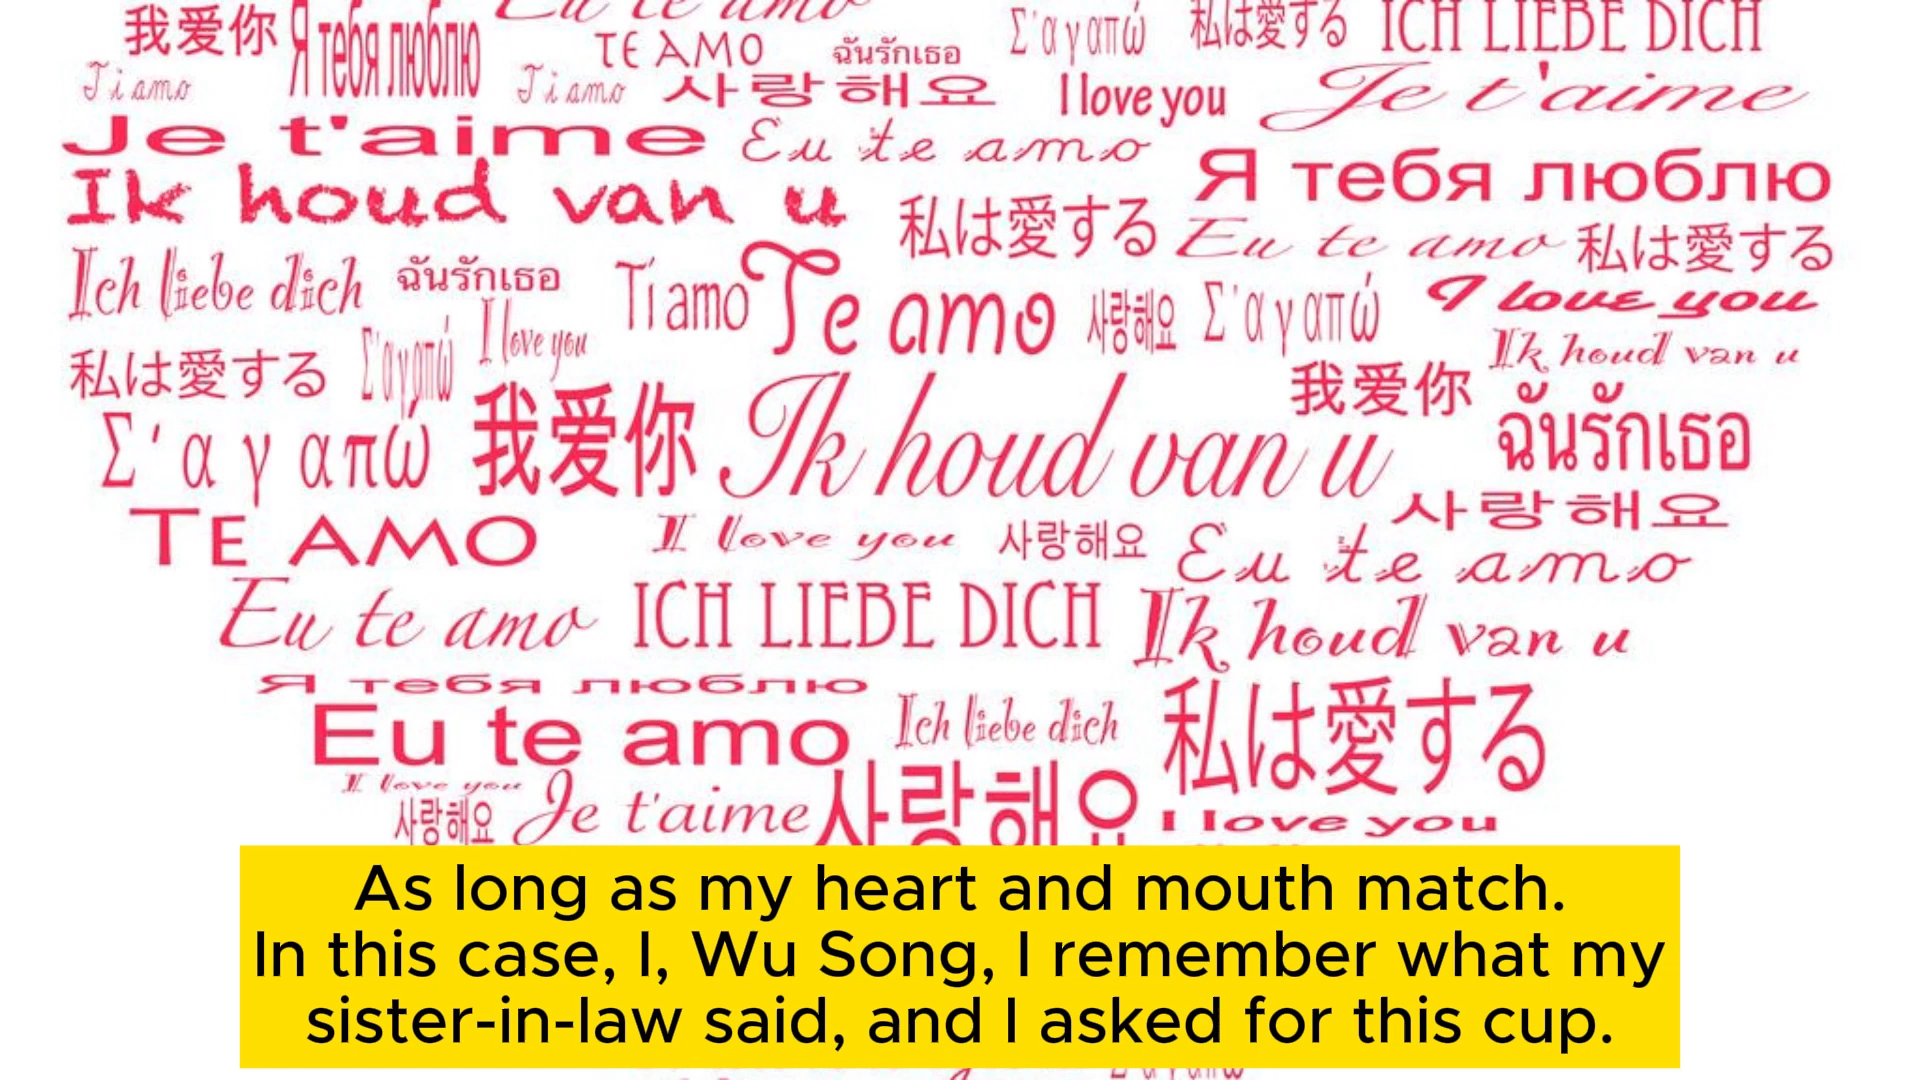 我爱你 Я тебя люблю Eu te amo TE AMO ฉันรักเธอ Σ'αγαπώ 私は愛する ICH LIEBE DICH
Ti amo Ti amo 사랑해요 I love you Je t'aime
Je t'aime Eu te amo Я тебя люблю
Ik houd van u 私は愛する Eu te amo 私は愛する
Ich liebe dich ฉันรักเธอ Ti amo Te amo 사랑해요 Σ'αγαπώ I love you
私は愛する Σ'αγαπώ I love you 我爱你 Ik houd van u
Σ'αγαπώ 我爱你 Ik houd van u ฉันรักเธอ
TE AMO I love you 사랑해요 Eu te amo 사랑해요
Eu te amo ICH LIEBE DICH Ik houd van u
Я тебя люблю
Eu te amo Ich liebe dich 私は愛する
I love you
사랑해요 Je t'aime 사랑해요 I love you
As long as my heart and mouth match.
In this case, I, Wu Song, I remember what my
sister-in-law said, and I asked for this cup.